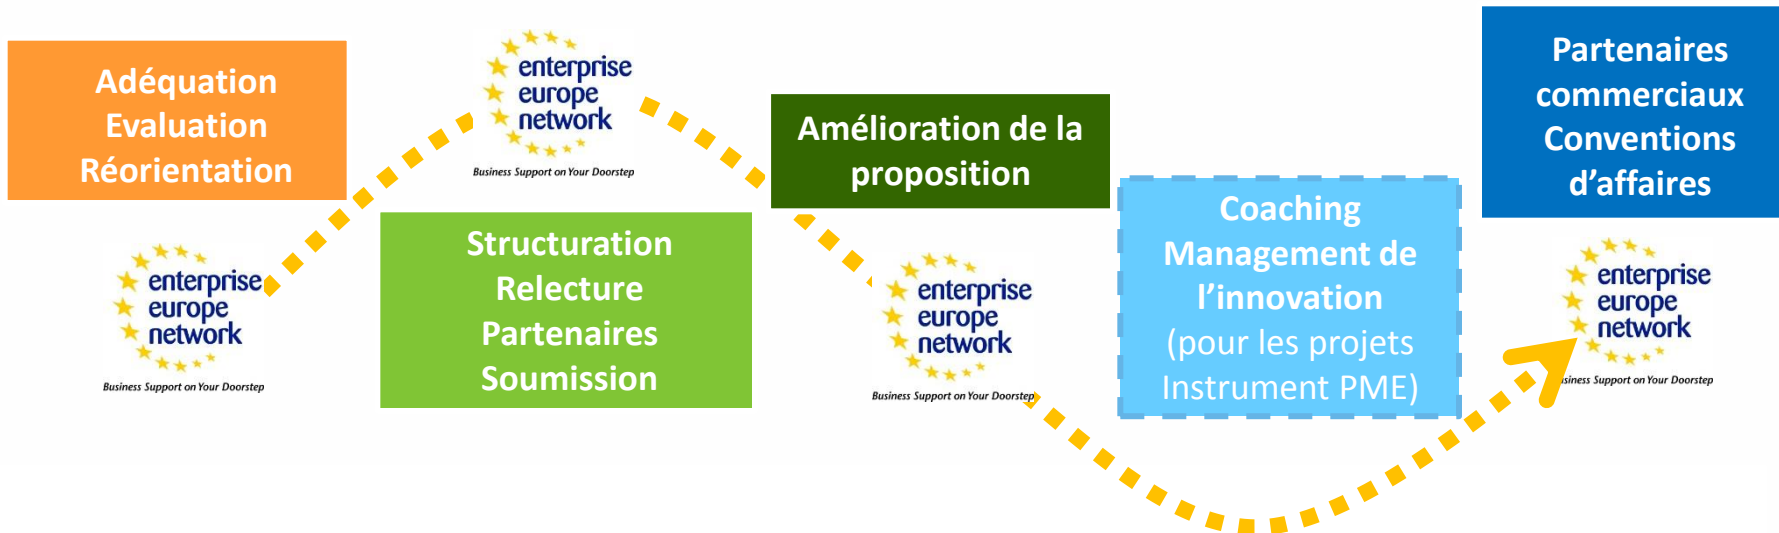 Adéquation
Evaluation
Réorientation
enterprise
europe
network
Business Support on Your Doorstep
enterprise
europe
network
Business Support on Your Doorstep
Structuration
Relecture
Partenaires
Soumission
Amélioration de la
proposition
enterprise
europe
network
Business Support on Your Doorstep
Coaching
Management de
l’innovation
(pour les projets
Instrument PME)
Partenaires
commerciaux
Conventions
d’affaires
enterprise
europe
network
Business Support on Your Doorstep